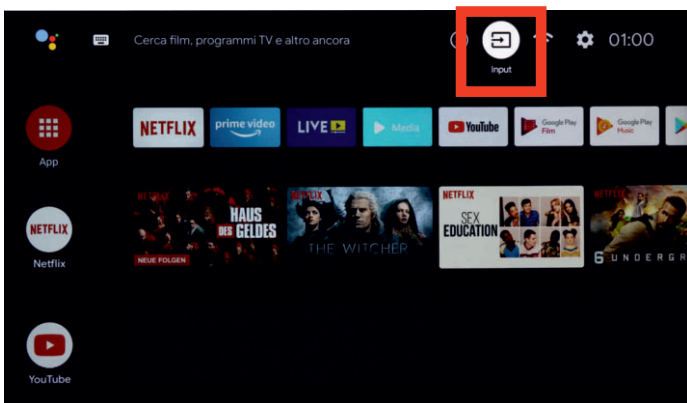 Cerca film, programmi TV e altro ancora
01:00
Input
NETFLIX
prime video
LIVE
Media
YouTube
Google Play
Film
Google Play
Music
App
NETFLIX
HAUS
DES GELDES
NEUE FOLGEN
NETFLIX
THE WITCHER
NETFLIX
SEX
EDUCATION
NETFLIX
6 UNDERGR
NETFLIX
Netflix
YouTube